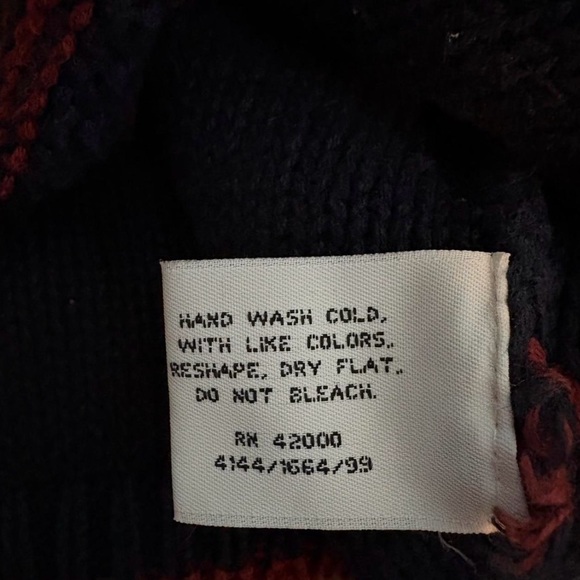 HAND WASH COLD,
WITH LIKE COLORS,
RESHAPE, DRY FLAT,
DO NOT BLEACH.
RN 42000
4144/1664/99